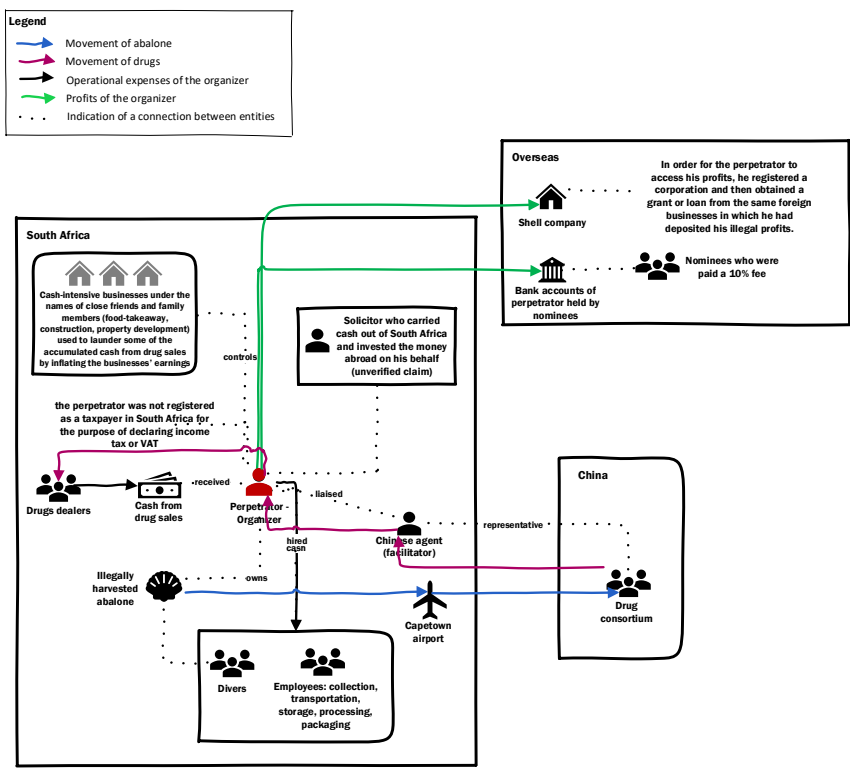 Legend
Movement of abalone
Movement of drugs
Operational expenses of the organizer
Profits of the organizer
Indication of a connection between entities
Overseas
Shell company
In order for the perpetrator to
access his profits, he registered a
corporation and then obtained a
grant or loan from the same foreign
businesses in which he had
deposited his illegal profits.
Bank accounts of
perpetrator held by
nominees
Nominees who were
paid a 10% fee
South Africa
Cash-intensive businesses under the
names of close friends and family
members (food-takeaway,
construction, property development)
used to launder some of the
accumulated cash from drug sales
by inflating the businesses' earnings
controls
Solicitor who carried
cash out of South Africa
and invested the money
abroad on his behalf
(unverified claim)
the perpetrator was not registered
as a taxpayer in South Africa for
the purpose of declaring income
tax or VAT
Drugs dealers
Cash from
drug sales
received
Perpetrator-
Organizer
liaised
hired
cash
Chinese agent
(facilitator)
representative
China
Drug
consortium
Illegally
harvested
abalone
owns
Capetown
airport
Divers
Employees: collection,
transportation,
storage, processing,
packaging